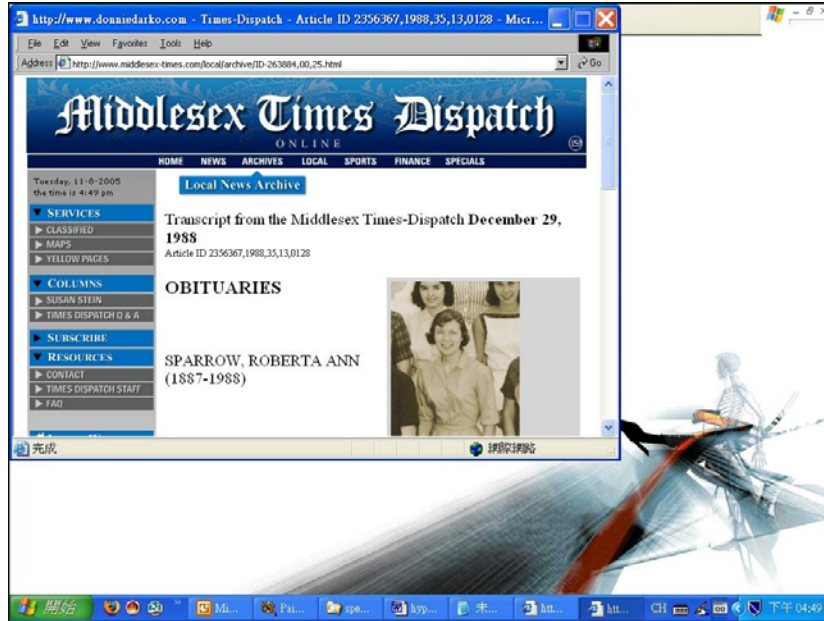 http://www.donniedarko.com - Times-Dispatch - Article ID 2356367,1988,35,13,0128 - Micr...
File Edit View Favorites Tools Help
Address http://www.middlesex-times.com/local/archive/ID-263884,00,25.html Go
Middlesex Times Dispatch
ONLINE
HOME NEWS ARCHIVES LOCAL SPORTS FINANCE SPECIALS
Tuesday, 11-8-2005
the time is 4:49 pm
Local News Archive
SERVICES
CLASSIFIED
MAPS
YELLOW PAGES
COLUMNS
SUSAN STEIN
TIMES DISPATCH Q & A
SUBSCRIBE
RESOURCES
CONTACT
TIMES DISPATCH STAFF
FAQ
Transcript from the Middlesex Times-Dispatch December 29,
1988
Article ID 2356367,1988,35,13,0128
OBITUARIES
SPARROW, ROBERTA ANN
(1887-1988)
完成
網際網路
開始 Mi... Pai... spe... hyp... 未... htt... htt... CH 下午 04:49